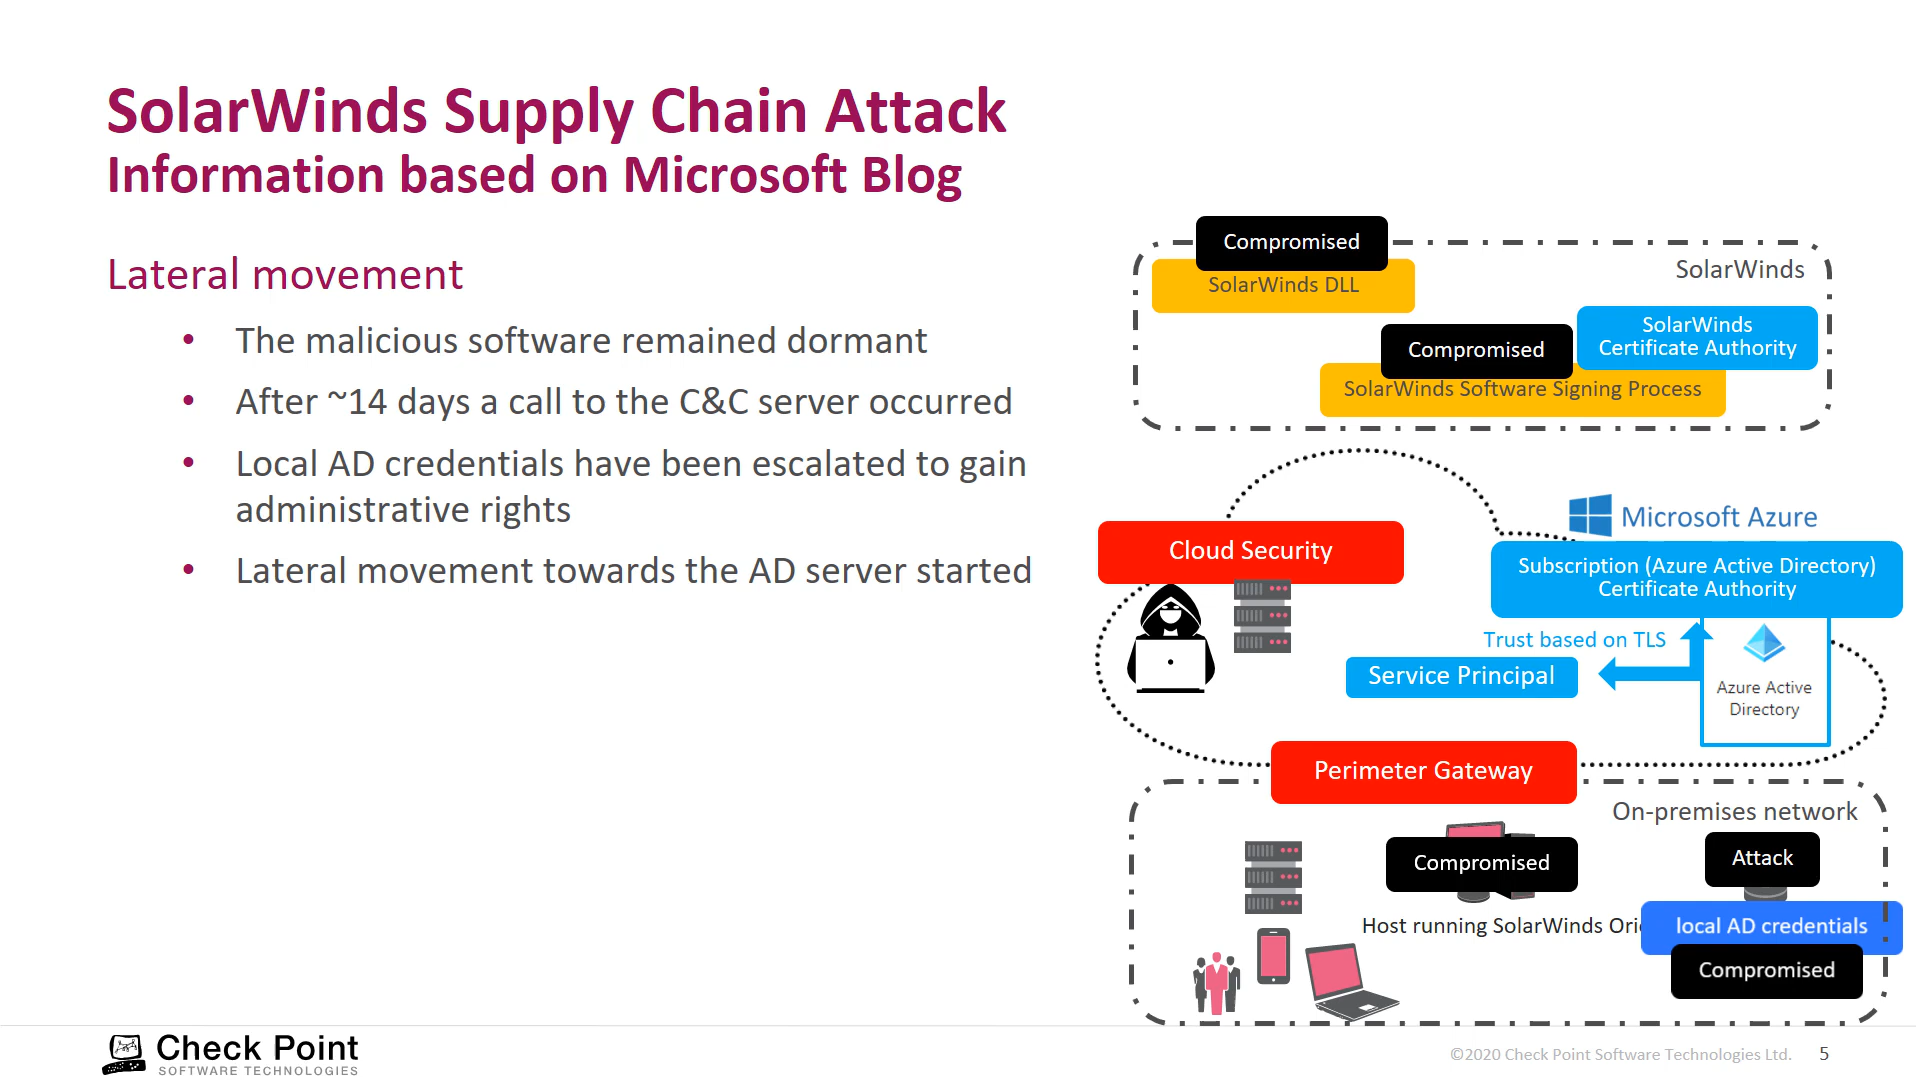 SolarWinds Supply Chain Attack
Information based on Microsoft Blog
Lateral movement
• The malicious software remained dormant
• After ~14 days a call to the C&C server occurred
• Local AD credentials have been escalated to gain
administrative rights
• Lateral movement towards the AD server started
Compromised
SolarWinds
SolarWinds DLL
SolarWinds
Certificate Authority
Compromised
SolarWinds Software Signing Process
Microsoft Azure
Cloud Security
Subscription (Azure Active Directory)
Certificate Authority
Trust based on TLS
Service Principal
Azure Active
Directory
Perimeter Gateway
On-premises network
Compromised
Attack
Host running SolarWinds
local AD credentials
Compromised
Check Point
SOFTWARE TECHNOLOGIES
©2020 Check Point Software Technologies Ltd.
5